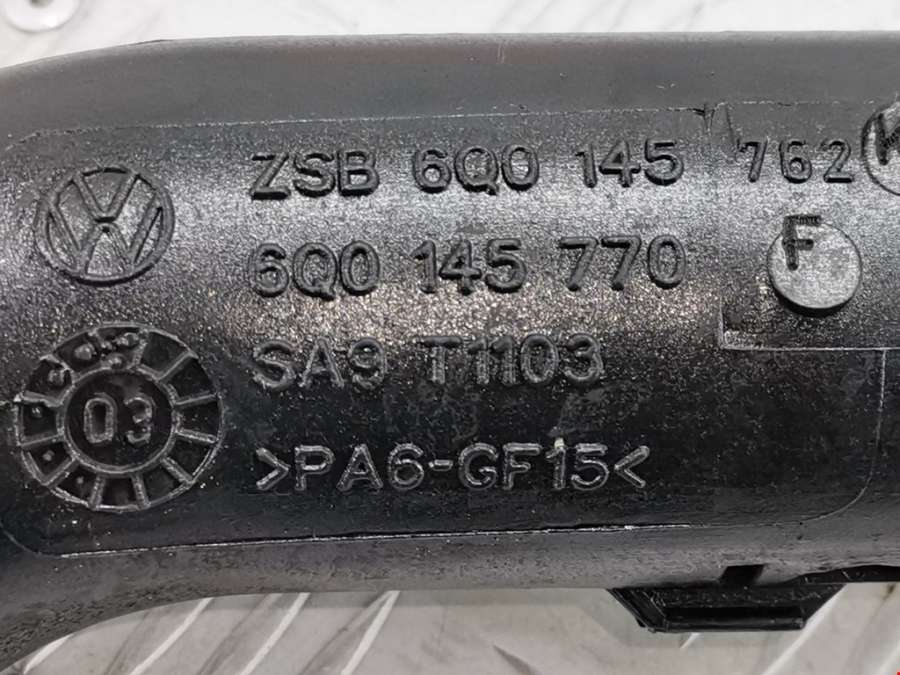 ZSB 6Q0 145 762
6Q0 145 770 F
SA9 T1103
03
>PA6-GF15<